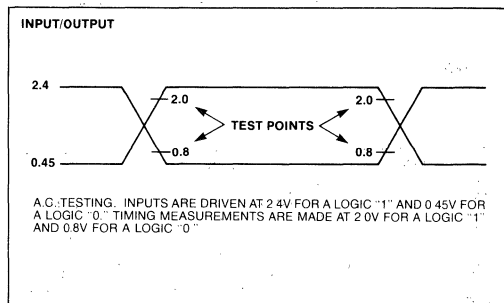 INPUT/OUTPUT
2.4
2.0 2.0
TEST POINTS
0.8 0.8
0.45
A.C. TESTING. INPUTS ARE DRIVEN AT 2 4V FOR A LOGIC "1" AND 0 45V FOR
A LOGIC "0." TIMING MEASUREMENTS ARE MADE AT 2 0V FOR A LOGIC "1"
AND 0.8V FOR A LOGIC "0 "